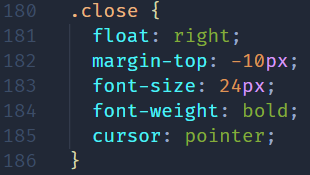 180 .close {
181 float: right;
182 margin-top: -10px;
183 font-size: 24px;
184 font-weight: bold;
185 cursor: pointer;
186 }